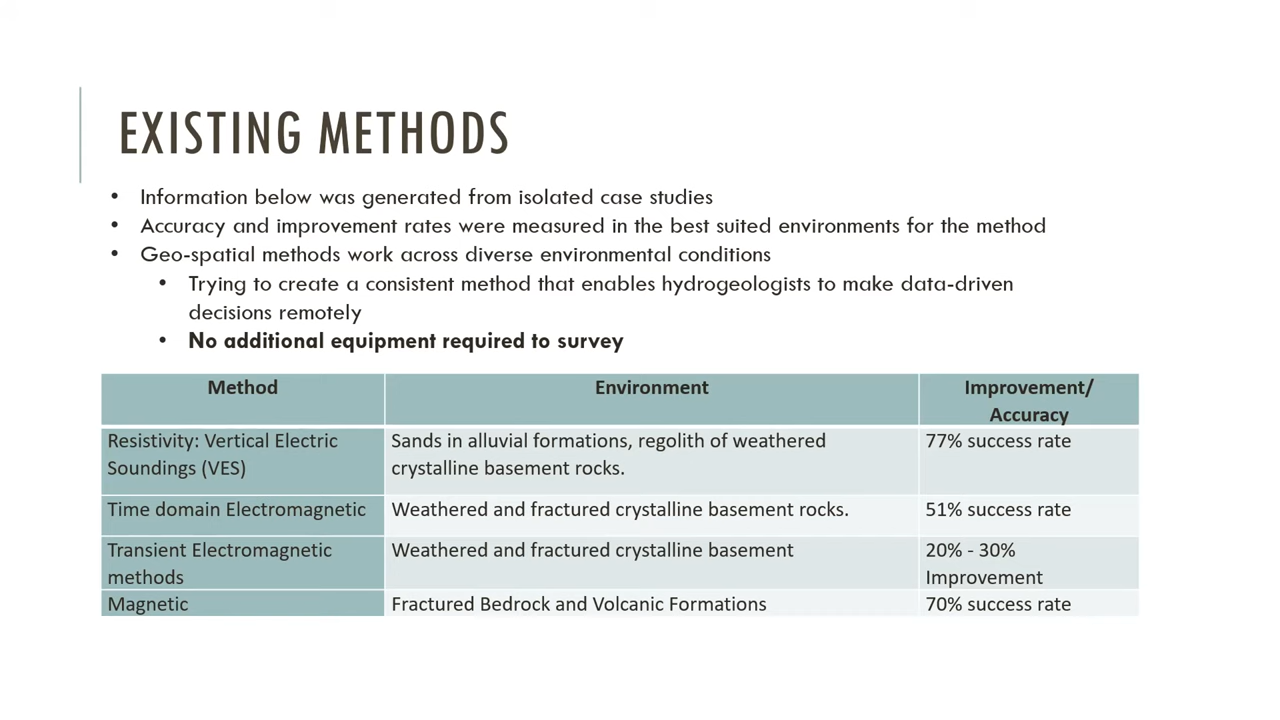 EXISTING METHODS
• Information below was generated from isolated case studies
• Accuracy and improvement rates were measured in the best suited environments for the method
• Geo-spatial methods work across diverse environmental conditions
• Trying to create a consistent method that enables hydrogeologists to make data-driven
decisions remotely
• No additional equipment required to survey
Method Environment Improvement/
Accuracy
Resistivity: Vertical Electric Sands in alluvial formations, regolith of weathered 77% success rate
Soundings (VES) crystalline basement rocks.
Time domain Electromagnetic Weathered and fractured crystalline basement rocks. 51% success rate
Transient Electromagnetic Weathered and fractured crystalline basement 20% - 30%
methods Improvement
Magnetic Fractured Bedrock and Volcanic Formations 70% success rate